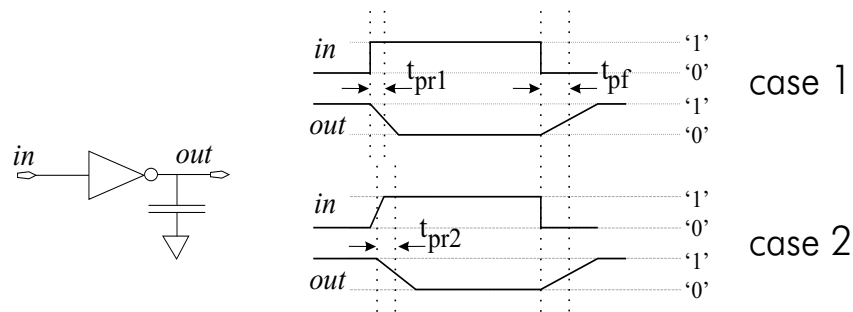 in
out
in
‘1’
‘0’
t_pr1
t_pf
‘1’
out
‘0’
case 1
in
‘1’
‘0’
t_pr2
‘1’
out
‘0’
case 2